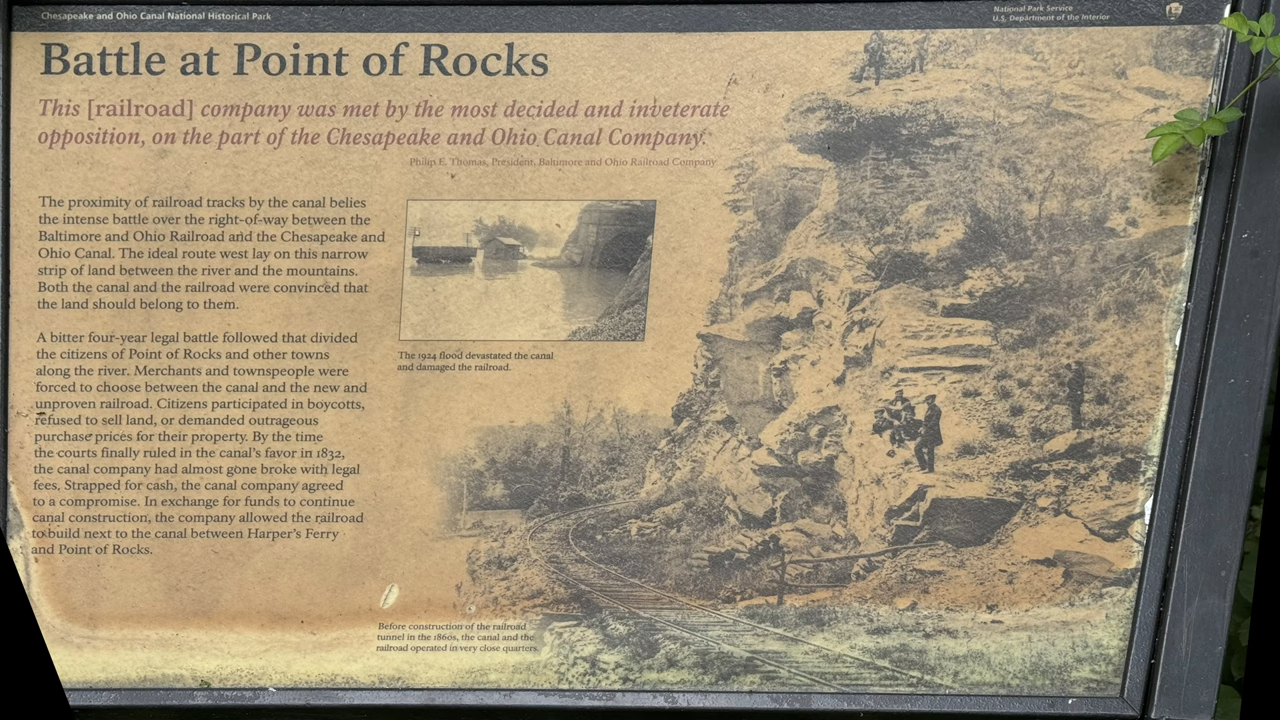 Chesapeake and Ohio Canal National Historical Park
National Park Service
U.S. Department of the Interior
Battle at Point of Rocks
This [railroad] company was met by the most decided and inveterate
opposition, on the part of the Chesapeake and Ohio Canal Company.
Philip E. Thomas, President, Baltimore and Ohio Railroad Company
The proximity of railroad tracks by the canal belies
the intense battle over the right-of-way between the
Baltimore and Ohio Railroad and the Chesapeake and
Ohio Canal. The ideal route west lay on this narrow
strip of land between the river and the mountains.
Both the canal and the railroad were convinced that
the land should belong to them.
A bitter four-year legal battle followed that divided
the citizens of Point of Rocks and other towns
along the river. Merchants and townspeople were
forced to choose between the canal and the new and
unproven railroad. Citizens participated in boycotts,
refused to sell land, or demanded outrageous
purchase prices for their property. By the time
the courts finally ruled in the canal's favor in 1832,
the canal company had almost gone broke with legal
fees. Strapped for cash, the canal company agreed
to a compromise. In exchange for funds to continue
canal construction, the company allowed the railroad
to build next to the canal between Harper's Ferry
and Point of Rocks.
The 1924 flood devastated the canal
and damaged the railroad.
Before construction of the railroad
tunnel in the 1860s, the canal and the
railroad operated in very close quarters.